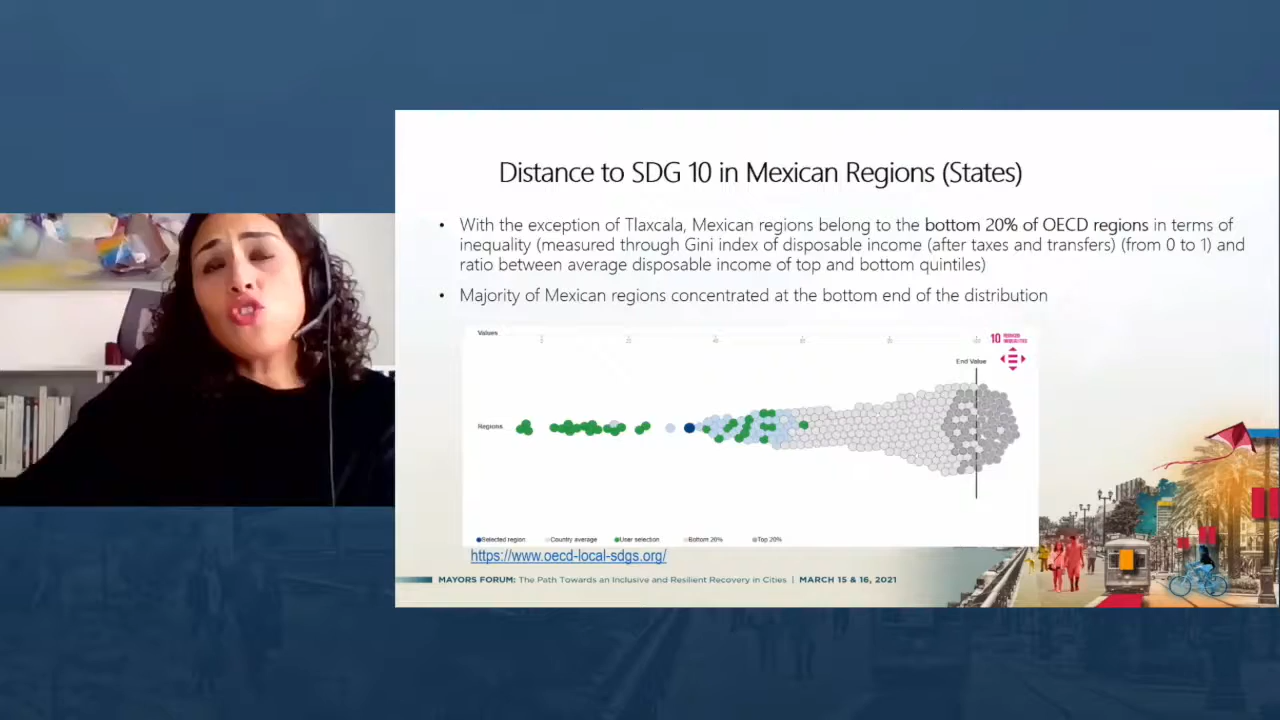 Distance to SDG 10 in Mexican Regions (States)
• With the exception of Tlaxcala, Mexican regions belong to the bottom 20% of OECD regions in terms of
inequality (measured through Gini index of disposable income (after taxes and transfers) (from 0 to 1) and
ratio between average disposable income of top and bottom quintiles)
• Majority of Mexican regions concentrated at the bottom end of the distribution
Values
10 REDUCED
INEQUALITIES
End Value
Regions
Selected region Country average User selection Bottom 20% Top 20%
https://www.oecd-local-sdgs.org/
MAYORS FORUM: The Path Towards an Inclusive and Resilient Recovery in Cities | MARCH 15 & 16, 2021